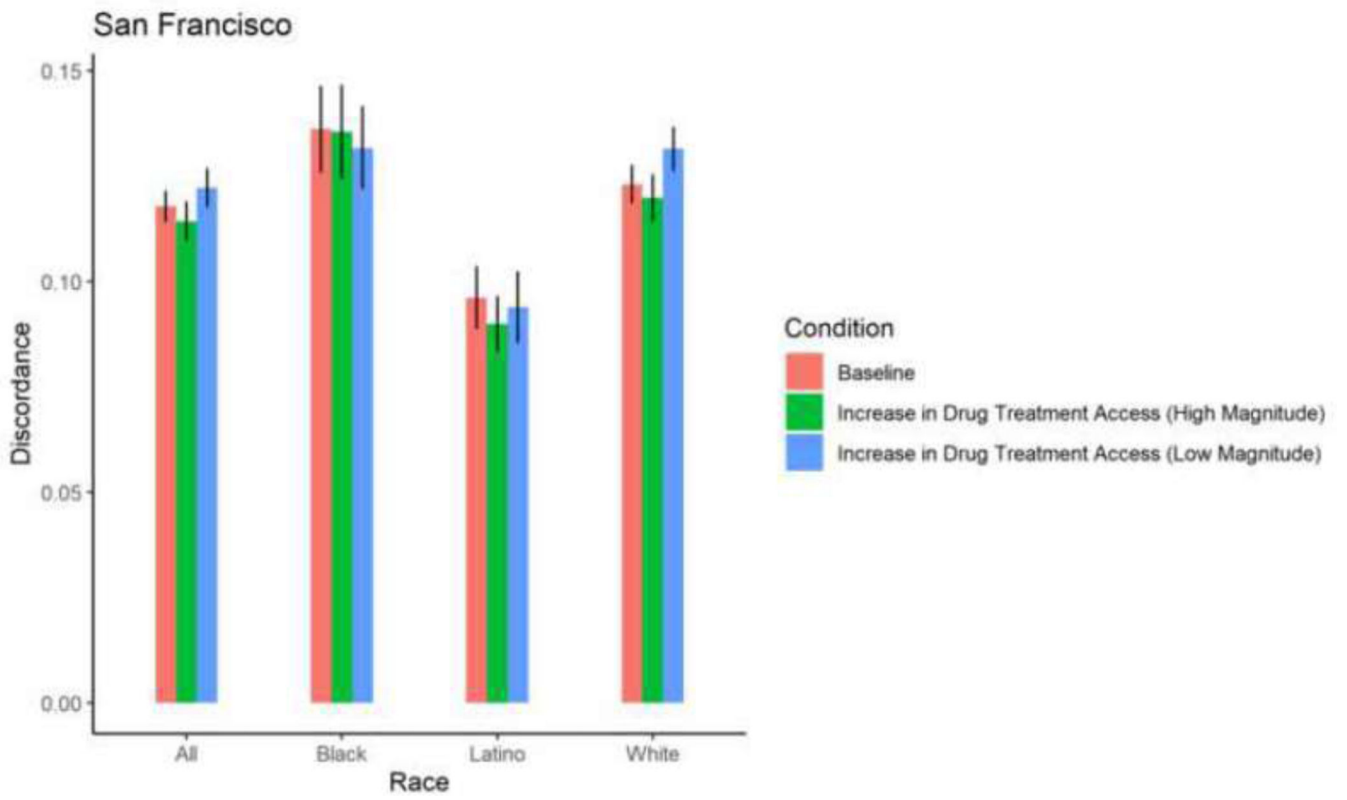 San Francisco
0.15
0.10
0.05
0.00
Discordance
All Black Latino White
Race
Condition
Baseline
Increase in Drug Treatment Access (High Magnitude)
Increase in Drug Treatment Access (Low Magnitude)